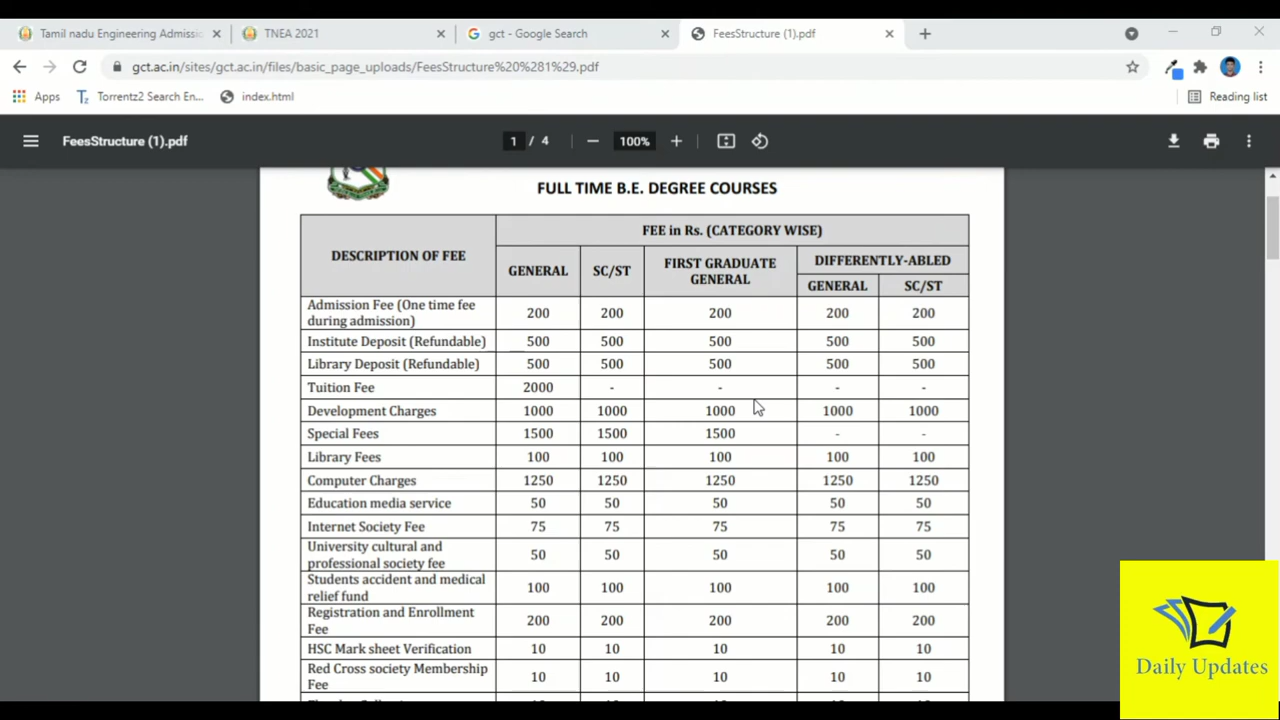 Tamil nadu Engineering Admissi
TNEA 2021
gct - Google Search
FeesStructure (1).pdf
gct.ac.in/sites/gct.ac.in/files/basic_page_uploads/FeesStructure%20%281%29.pdf
Apps
Torrentz2 Search En...
index.html
Reading list
FeesStructure (1).pdf
1 / 4
100%
FULL TIME B.E. DEGREE COURSES
DESCRIPTION OF FEE
FEE in Rs. (CATEGORY WISE)
GENERAL
SC/ST
FIRST GRADUATE
GENERAL
DIFFERENTLY-ABLED
GENERAL
SC/ST
Admission Fee (One time fee
during admission)
200 200 200 200 200
Institute Deposit (Refundable) 500 500 500 500 500
Library Deposit (Refundable) 500 500 500 500 500
Tuition Fee 2000 - - - -
Development Charges 1000 1000 1000 1000 1000
Special Fees 1500 1500 1500 - -
Library Fees 100 100 100 100 100
Computer Charges 1250 1250 1250 1250 1250
Education media service 50 50 50 50 50
Internet Society Fee 75 75 75 75 75
University cultural and
professional society fee
50 50 50 50 50
Students accident and medical
relief fund
100 100 100 100 100
Registration and Enrollment
Fee
200 200 200 200 200
HSC Mark sheet Verification 10 10 10 10 10
Red Cross society Membership
Fee
10 10 10 10 10
Daily Updates